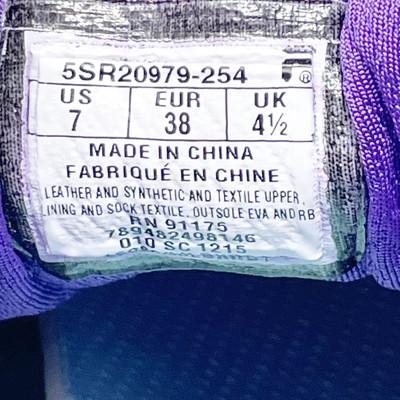 5SR20979-254 ®
US EUR UK
7 38 4½
MADE IN CHINA
FABRIQUÉ EN CHINE
LEATHER AND SYNTHETIC AND TEXTILE UPPER,
LINING AND SOCK TEXTILE. OUTSOLE EVA AND RB
RN 91175
789482498146
010 SC 1215